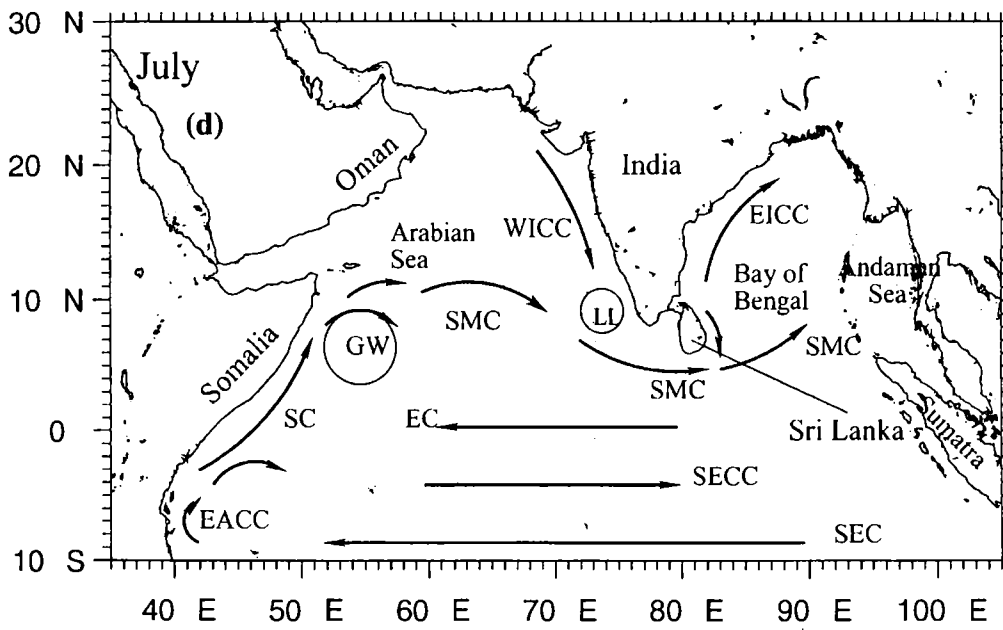 30 N
July
(d)
20 N
Oman
India
WICC
EICC
Arabian
Sea
Bay of
Bengal
Andaman
Sea
10 N
LL
SMC
GW
SMC
Somalia
SMC
SC
EC
Sri Lanka
Sumatra
0
SECC
EACC
SEC
10 S
40 E
50 E
60 E
70 E
80 E
90 E
100 E